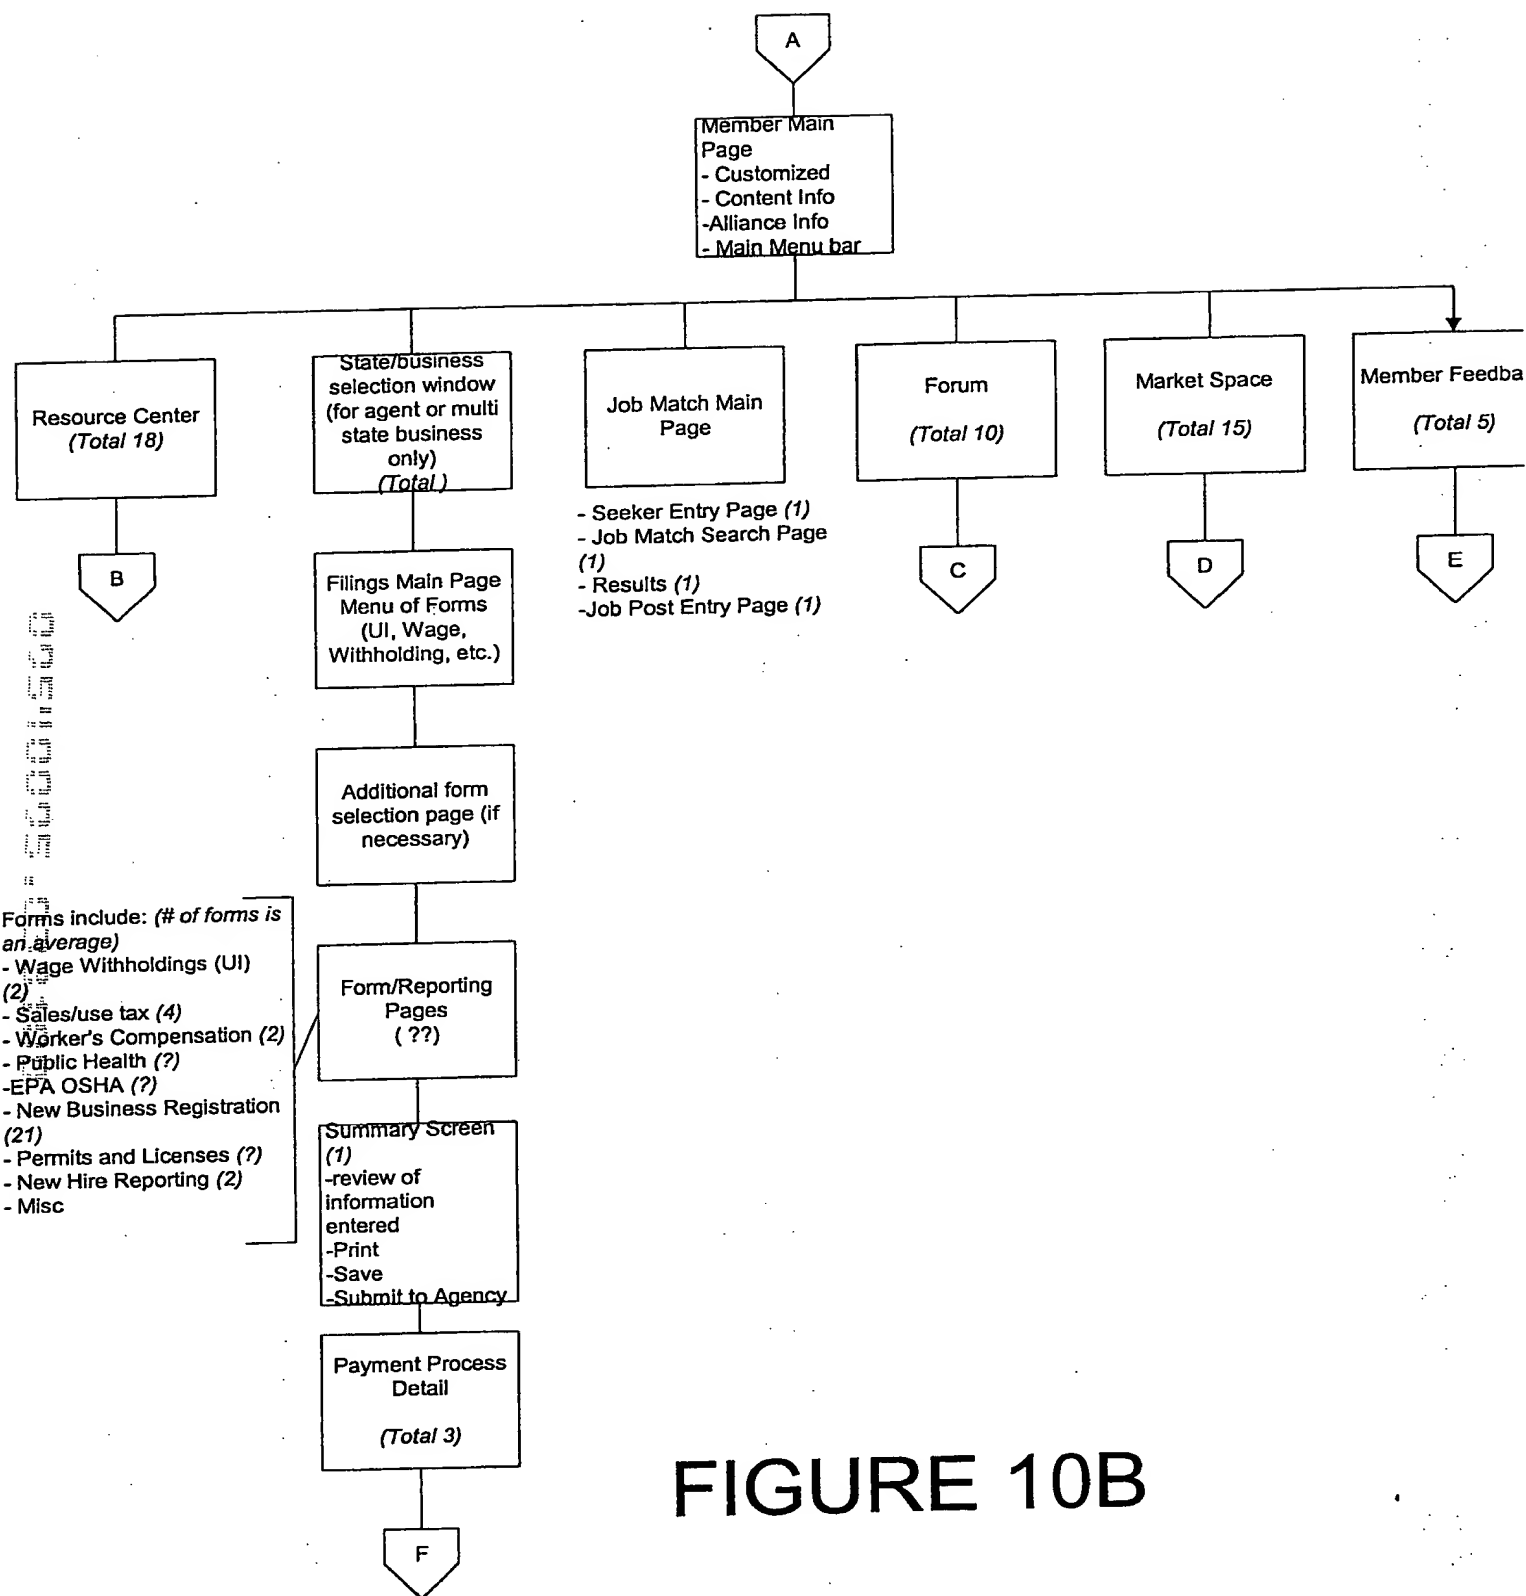 A
Member Main
Page
- Customized
- Content Info
-Alliance Info
- Main Menu bar
Resource Center
(Total 18)
State/business
selection window
(for agent or multi
state business
only)
(Total )
Job Match Main
Page
Forum
(Total 10)
Market Space
(Total 15)
Member Feedba
(Total 5)
- Seeker Entry Page (1)
- Job Match Search Page
(1)
- Results (1)
-Job Post Entry Page (1)
B
C
D
E
Filings Main Page
Menu of Forms
(UI, Wage,
Withholding, etc.)
Additional form
selection page (if
necessary)
Forms include: (# of forms is
an average)
- Wage Withholdings (UI)
(2)
- Sales/use tax (4)
- Worker's Compensation (2)
- Public Health (?)
-EPA OSHA (?)
- New Business Registration
(21)
- Permits and Licenses (?)
- New Hire Reporting (2)
- Misc
Form/Reporting
Pages
( ??)
Summary Screen
(1)
-review of
information
entered
-Print
-Save
-Submit to Agency
Payment Process
Detail
(Total 3)
F
FIGURE 10B